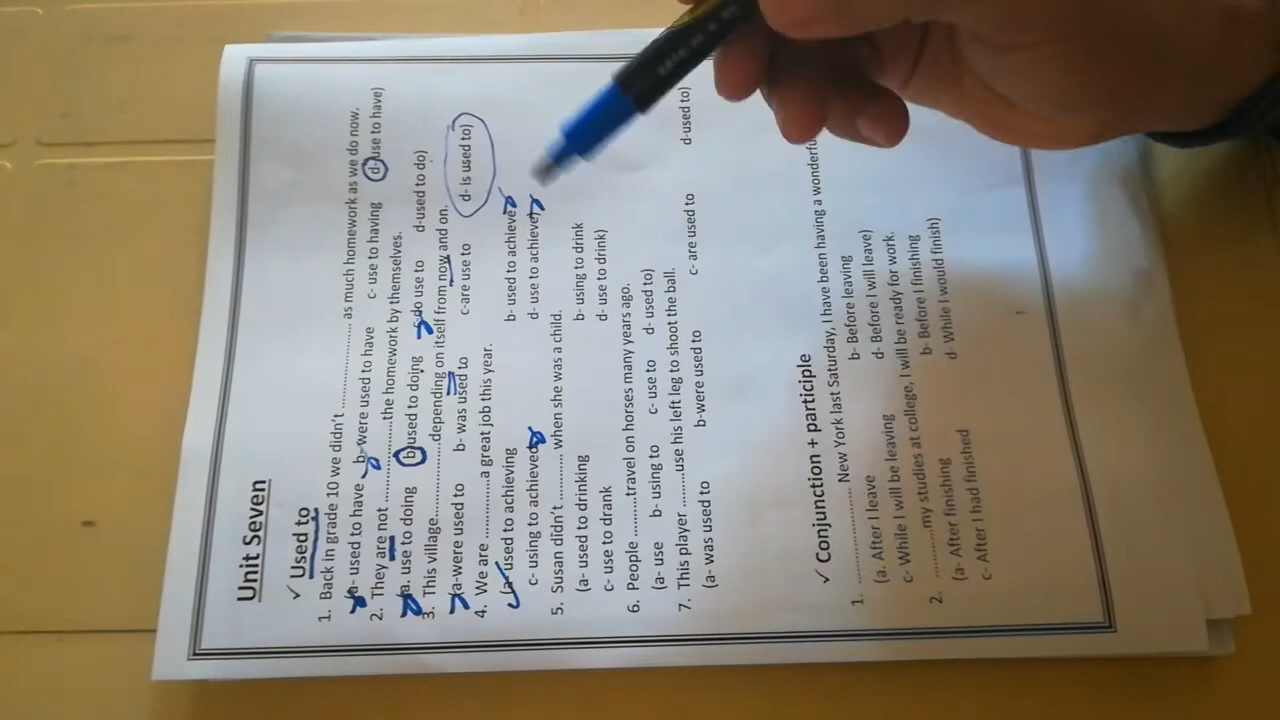 Unit Seven
✓ Used to
1. Back in grade 10 we didn't ................ as much homework as we do now.
a- used to have b- were used to have c- use to having d- use to have)
2. They are not ................the homework by themselves.
a. use to doing b used to doing c-do use to d-used to do)
3. This village................depending on itself from now and on.
a-were used to b- was used to c-are use to d- is used to)
4. We are ............a great job this year.
(a- used to achieving b- used to achieve
c- using to achieved d- use to achieve)
5. Susan didn't............ when she was a child.
(a- used to drinking b- using to drink
c- use to drank d- use to drink)
6. People ............travel on horses many years ago.
(a- use b- using to c- use to d- used to)
7. This player .........use his left leg to shoot the ball.
(a- was used to b-were used to c- are used to d-used to)
✓ Conjunction + participle
1. .................... New York last Saturday, I have been having a wonderfu
(a. After I leave b- Before leaving
c- While I will be leaving d- Before I will leave)
2. ............my studies at college, I will be ready for work.
(a- After finishing b- Before I finishing
c- After I had finished d- While I would finish)